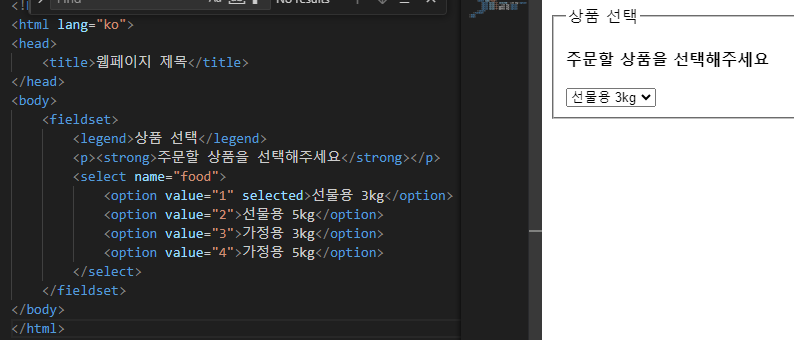 <!
Find
Aa
ab
No results
<html lang="ko">
<head>
<title>웹페이지 제목</title>
</head>
<body>
<fieldset>
<legend>상품 선택</legend>
<p><strong>주문할 상품을 선택해주세요</strong></p>
<select name="food">
<option value="1" selected>선물용 3kg</option>
<option value="2">선물용 5kg</option>
<option value="3">가정용 3kg</option>
<option value="4">가정용 5kg</option>
</select>
</fieldset>
</body>
</html>
상품 선택
주문할 상품을 선택해주세요
선물용 3kg